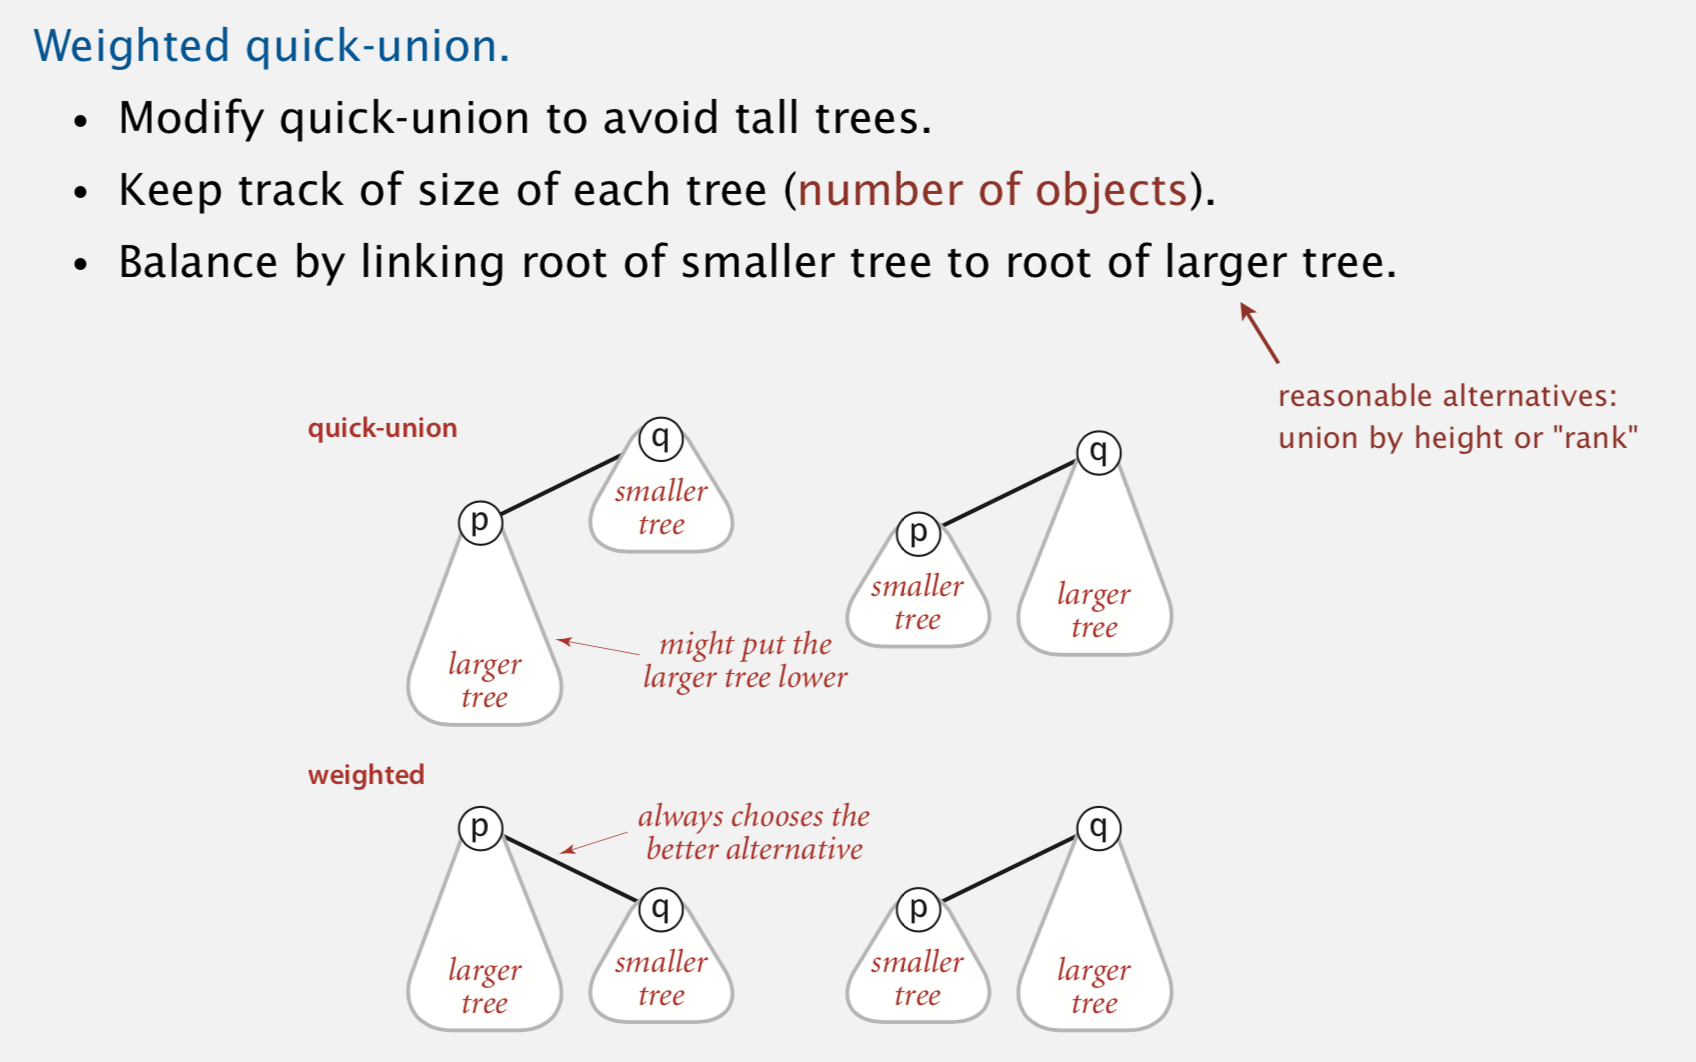 Weighted quick-union.
• Modify quick-union to avoid tall trees.
• Keep track of size of each tree (number of objects).
• Balance by linking root of smaller tree to root of larger tree.
reasonable alternatives:
union by height or "rank"
quick-union
q
smaller
tree
p
larger
tree
might put the
larger tree lower
q
p
smaller
tree
larger
tree
weighted
p
always chooses the
better alternative
q
larger
tree
smaller
tree
q
p
smaller
tree
larger
tree